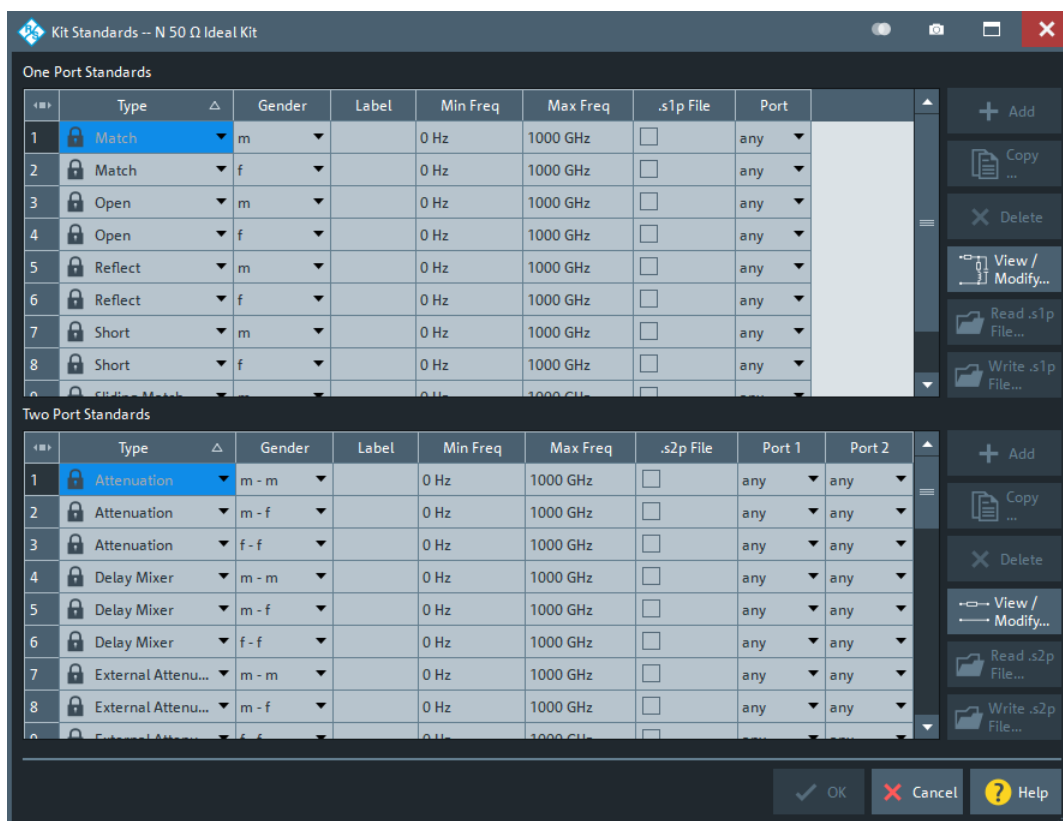 Kit Standards -- N 50 Ω Ideal Kit
One Port Standards
Type Gender Label Min Freq Max Freq .s1p File Port
1 Match m 0 Hz 1000 GHz any
2 Match f 0 Hz 1000 GHz any
3 Open m 0 Hz 1000 GHz any
4 Open f 0 Hz 1000 GHz any
5 Reflect m 0 Hz 1000 GHz any
6 Reflect f 0 Hz 1000 GHz any
7 Short m 0 Hz 1000 GHz any
8 Short f 0 Hz 1000 GHz any
Add
Copy
...
Delete
View /
Modify...
Read .s1p
File...
Write .s1p
File...
Two Port Standards
Type Gender Label Min Freq Max Freq .s2p File Port 1 Port 2
1 Attenuation m - m 0 Hz 1000 GHz any any
2 Attenuation m - f 0 Hz 1000 GHz any any
3 Attenuation f - f 0 Hz 1000 GHz any any
4 Delay Mixer m - m 0 Hz 1000 GHz any any
5 Delay Mixer m - f 0 Hz 1000 GHz any any
6 Delay Mixer f - f 0 Hz 1000 GHz any any
7 External Attenu... m - m 0 Hz 1000 GHz any any
8 External Attenu... m - f 0 Hz 1000 GHz any any
Add
Copy
...
Delete
View /
Modify...
Read .s2p
File...
Write .s2p
File...
OK Cancel ? Help